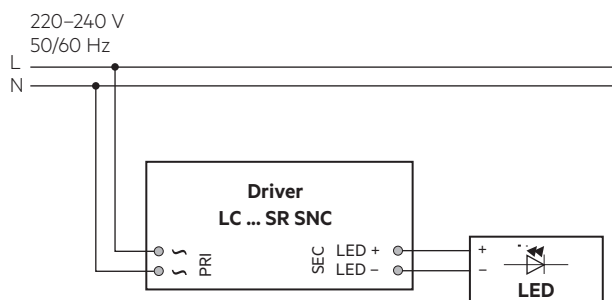 220–240 V
50/60 Hz
L
N
Driver
LC ... SR SNC
~ PRI SEC LED + +
~ LED – –
LED